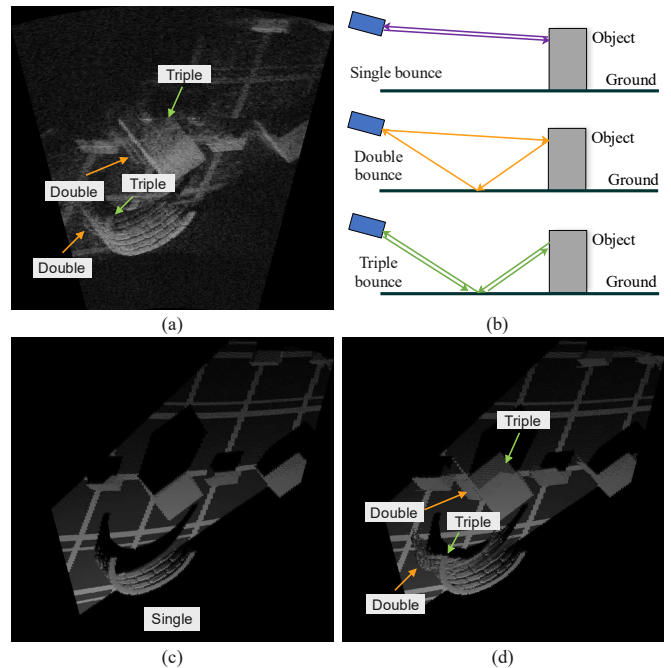 Triple
Double
Triple
Double
(a)
Single bounce
Object
Ground
Double
bounce
Object
Ground
Triple
bounce
Object
Ground
(b)
Single
(c)
Triple
Double
Triple
Double
(d)